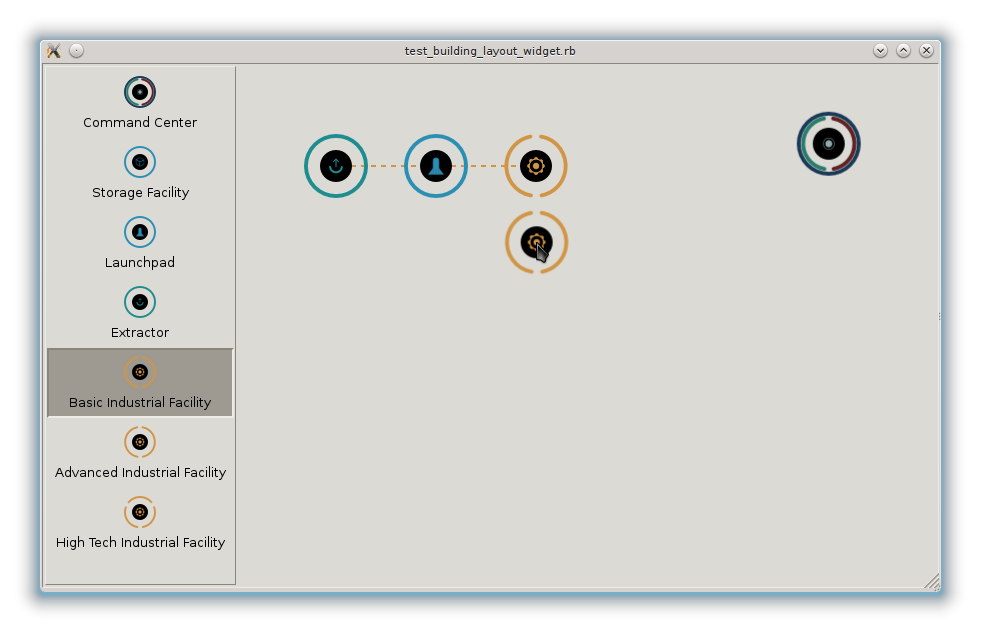 test_building_layout_widget.rb
Command Center
Storage Facility
Launchpad
Extractor
Basic Industrial Facility
Advanced Industrial Facility
High Tech Industrial Facility